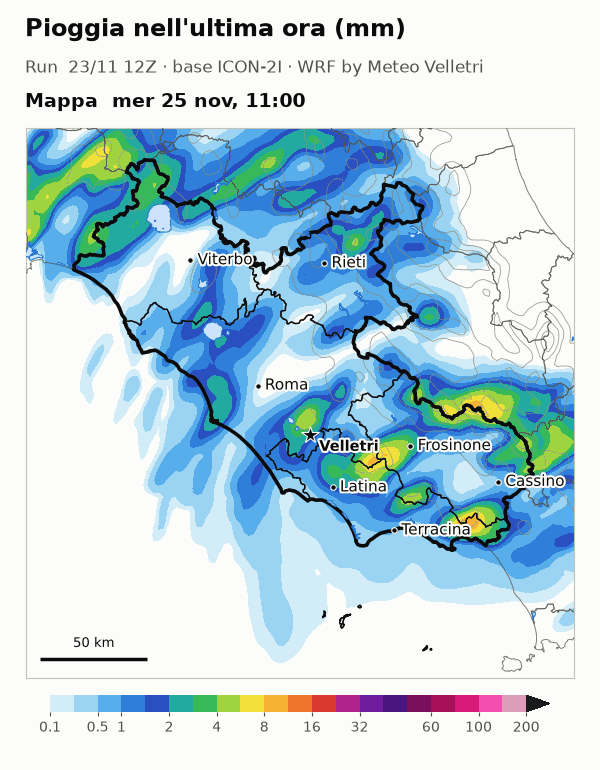 Pioggia nell'ultima ora (mm)
Run  23/11 12Z · base ICON-2I · WRF by Meteo Velletri
Mappa  mer 25 nov, 11:00
Viterbo
Rieti
Roma
Velletri
Frosinone
Cassino
Latina
Terracina
50 km
0.1 0.5 1 2 4 8 16 32 60 100 200